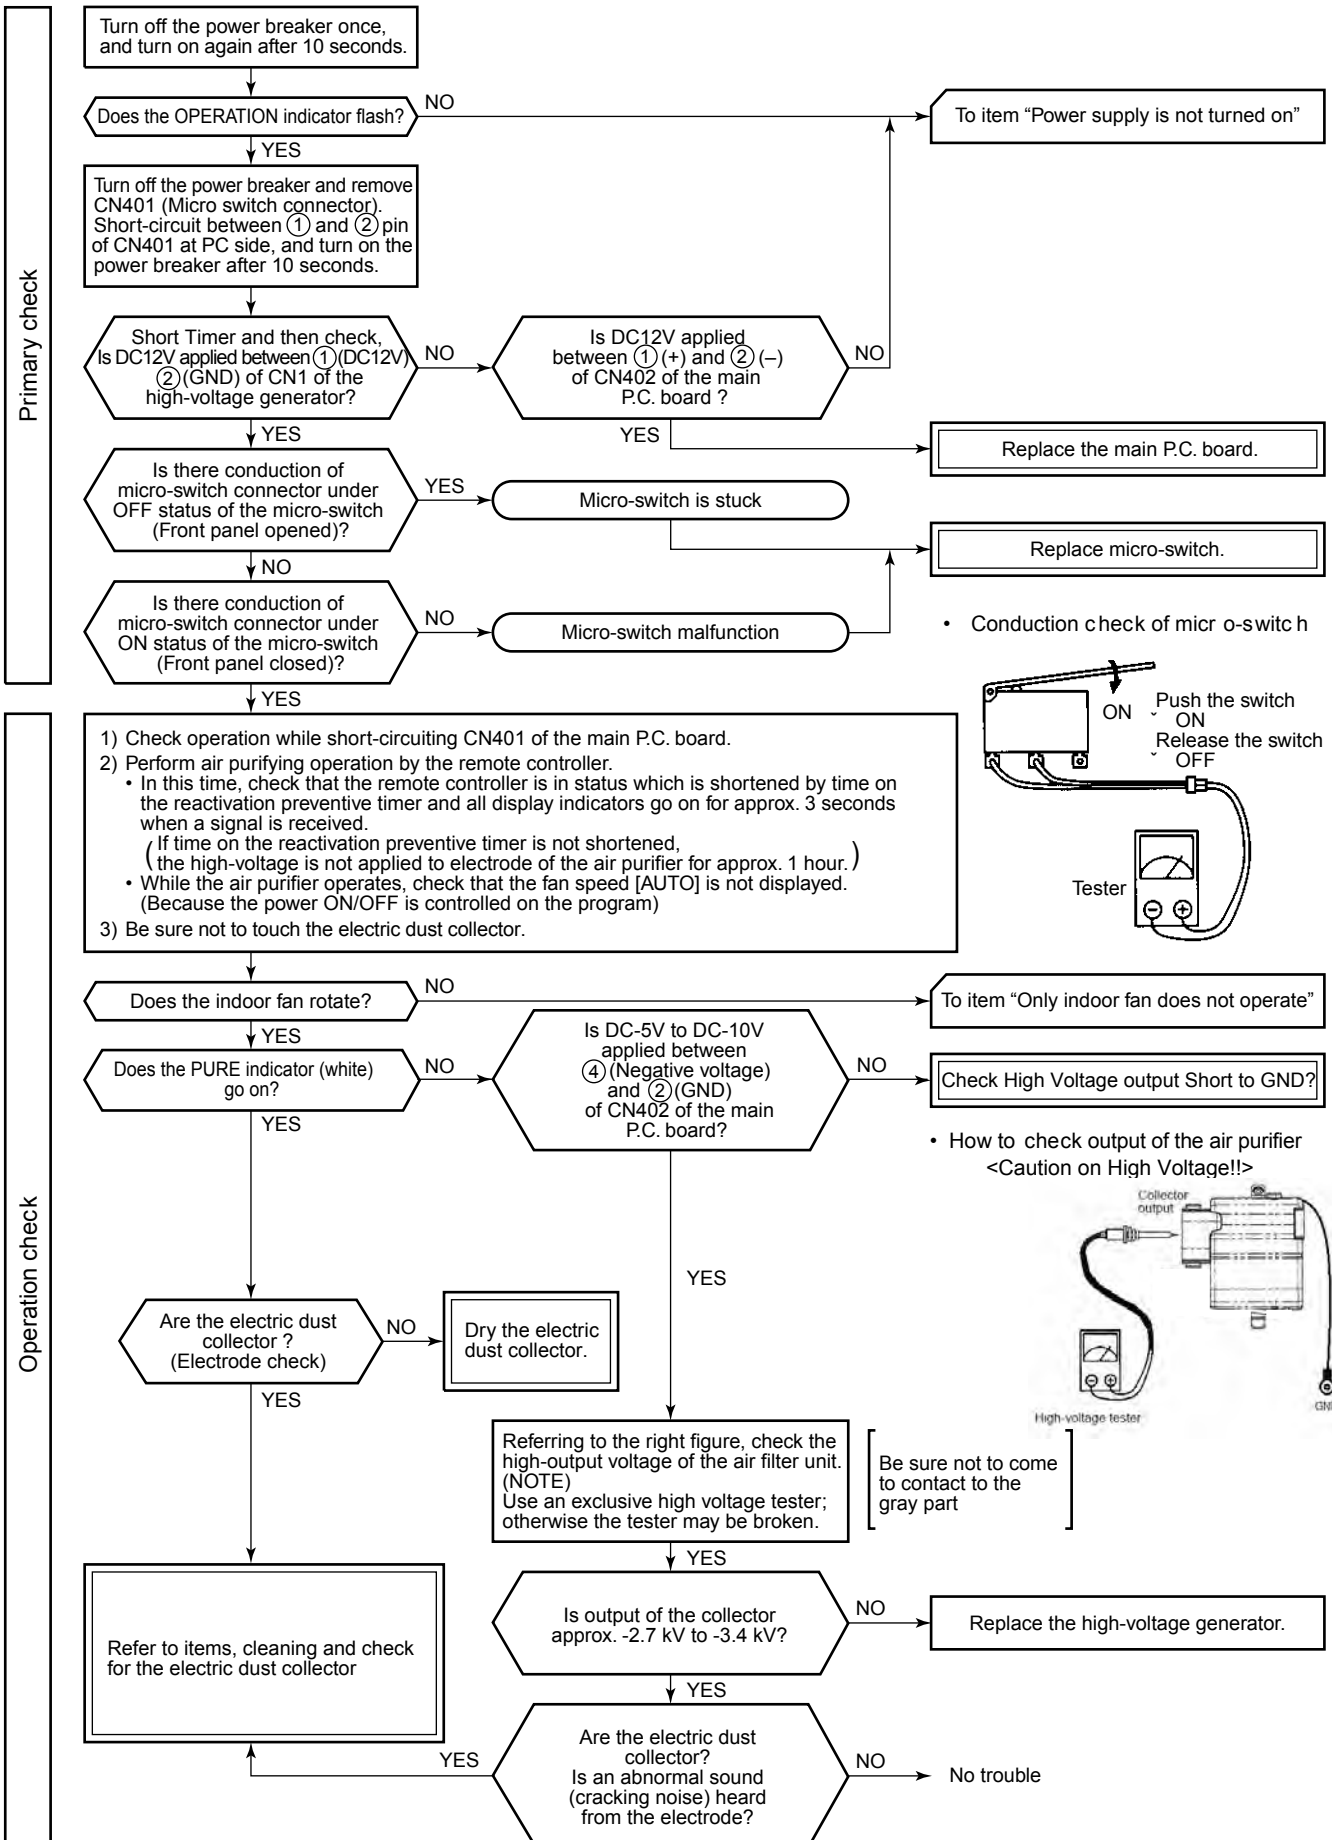 Primary check
Turn off the power breaker once,
and turn on again after 10 seconds.
Does the OPERATION indicator flash?
NO
To item “Power supply is not turned on”
YES
Turn off the power breaker and remove
CN401 (Micro switch connector).
Short-circuit between ① and ② pin
of CN401 at PC side, and turn on the
power breaker after 10 seconds.
Short Timer and then check,
Is DC12V applied between ①(DC12V)
②(GND) of CN1 of the
high-voltage generator?
NO
Is DC12V applied
between ①(+) and ②(–)
of CN402 of the main
P.C. board ?
NO
YES
YES
Replace the main P.C. board.
Is there conduction of
micro-switch connector under
OFF status of the micro-switch
(Front panel opened)?
YES
Micro-switch is stuck
Replace micro-switch.
NO
Is there conduction of
micro-switch connector under
ON status of the micro-switch
(Front panel closed)?
NO
Micro-switch malfunction
YES
• Conduction check of micr o-switc h
ON
Push the switch
ON
Release the switch
OFF
Tester
Operation check
1) Check operation while short-circuiting CN401 of the main P.C. board.
2) Perform air purifying operation by the remote controller.
• In this time, check that the remote controller is in status which is shortened by time on
the reactivation preventive timer and all display indicators go on for approx. 3 seconds
when a signal is received.
(If time on the reactivation preventive timer is not shortened,
the high-voltage is not applied to electrode of the air purifier for approx. 1 hour.)
• While the air purifier operates, check that the fan speed [AUTO] is not displayed.
(Because the power ON/OFF is controlled on the program)
3) Be sure not to touch the electric dust collector.
Does the indoor fan rotate?
NO
To item “Only indoor fan does not operate”
YES
Does the PURE indicator (white)
go on?
NO
Is DC-5V to DC-10V
applied between
④(Negative voltage)
and ②(GND)
of CN402 of the main
P.C. board?
NO
Check High Voltage output Short to GND?
YES
YES
• How to check output of the air purifier
<Caution on High Voltage!!>
Collector
output
High-voltage tester
GN
Are the electric dust
collector ?
(Electrode check)
NO
Dry the electric
dust collector.
YES
Referring to the right figure, check the
high-output voltage of the air filter unit.
(NOTE)
Use an exclusive high voltage tester;
otherwise the tester may be broken.
[Be sure not to come
to contact to the
gray part]
YES
Is output of the collector
approx. -2.7 kV to -3.4 kV?
NO
Replace the high-voltage generator.
Refer to items, cleaning and check
for the electric dust collector
YES
Are the electric dust
collector?
Is an abnormal sound
(cracking noise) heard
from the electrode?
YES
NO
No trouble